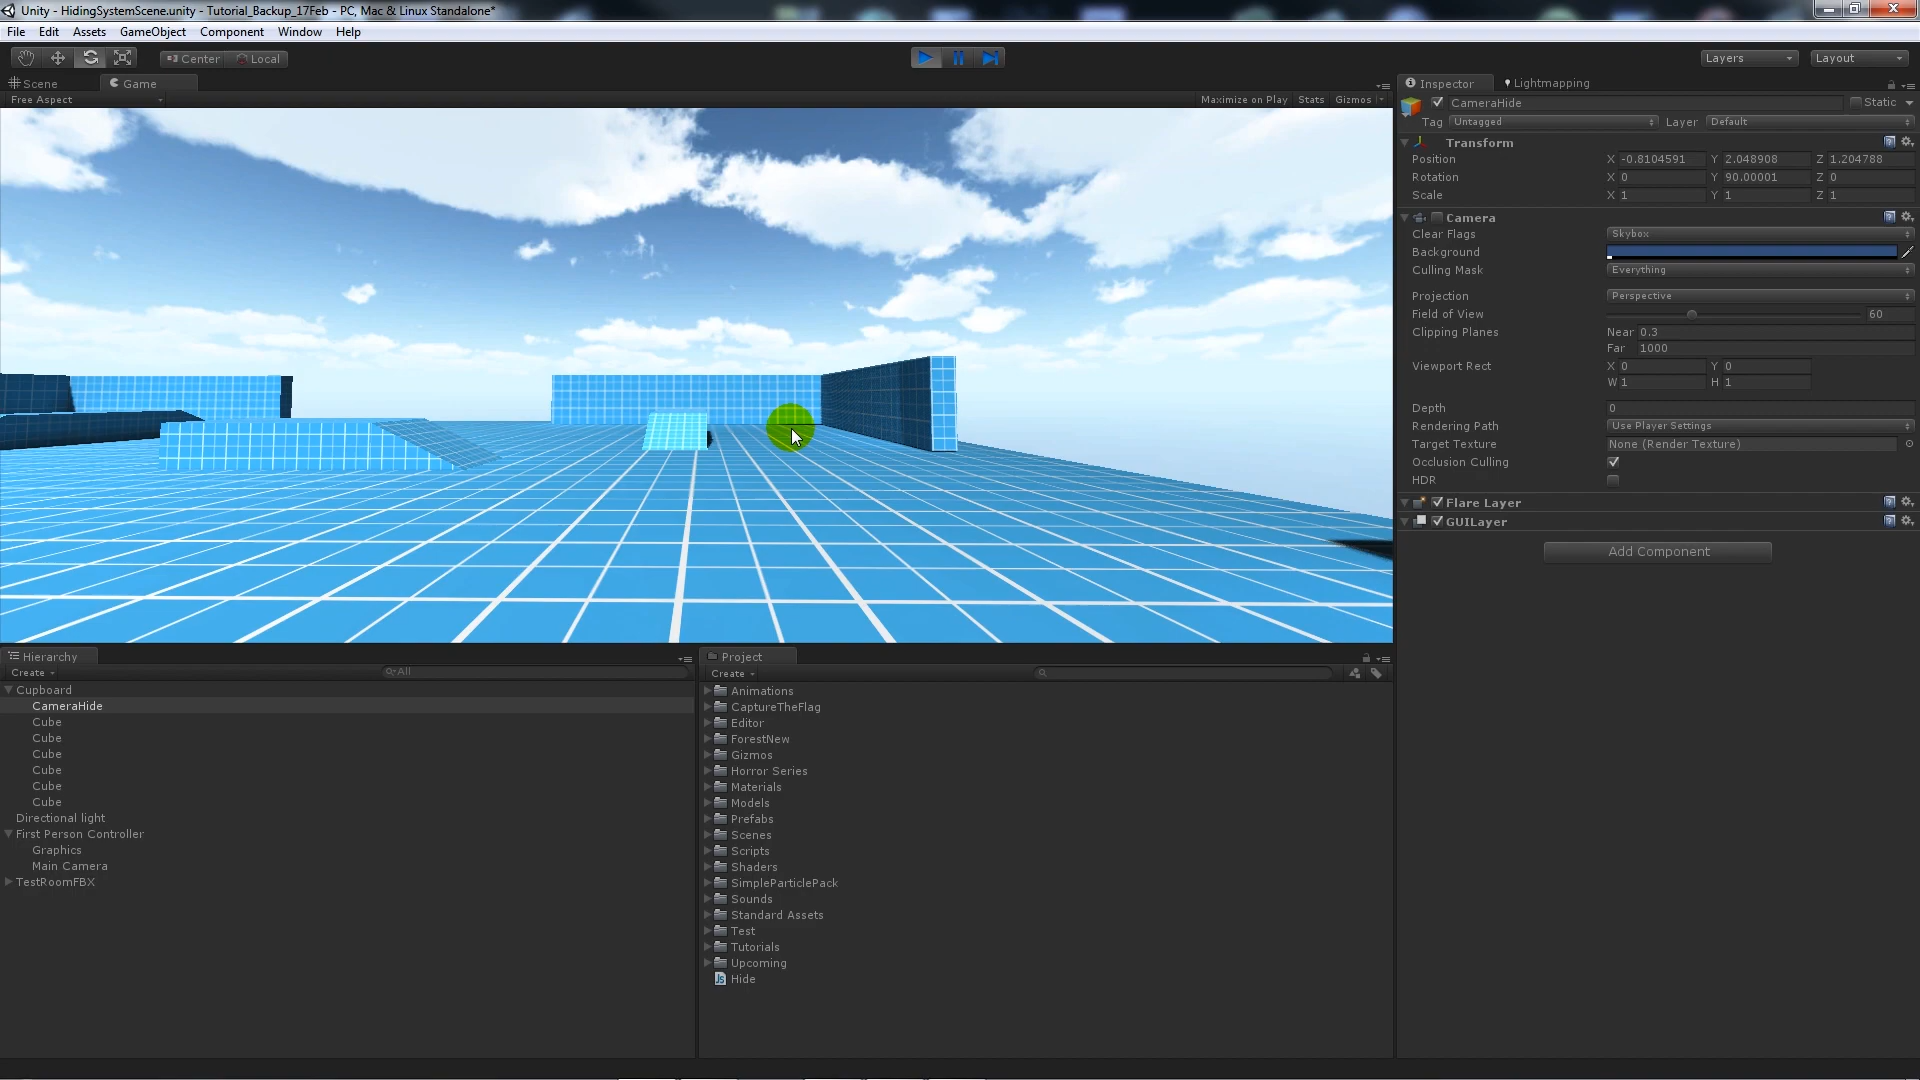 Unity - HidingSystemScene.unity - Tutorial_Backup_17Feb - PC, Mac & Linux Standalone*
File Edit Assets GameObject Component Window Help
Center Local Layers Layout
Scene Game
Free Aspect Maximize on Play Stats Gizmos
Inspector Lightmapping
CameraHide Static
Tag Untagged Layer Default
Transform
Position X -0.8104591 Y 2.048908 Z 1.204788
Rotation X 0 Y 90.00001 Z 0
Scale X 1 Y 1 Z 1
Camera
Clear Flags Skybox
Background
Culling Mask Everything
Projection Perspective
Field of View 60
Clipping Planes Near 0.3
Far 1000
Viewport Rect X 0 Y 0
W 1 H 1
Depth 0
Rendering Path Use Player Settings
Target Texture None (Render Texture)
Occlusion Culling
HDR
Flare Layer
GUILayer
Add Component
Hierarchy
Create All
Cupboard
CameraHide
Cube
Cube
Cube
Cube
Cube
Cube
Directional light
First Person Controller
Graphics
Main Camera
TestRoomFBX
Project
Create
Animations
CaptureTheFlag
Editor
ForestNew
Gizmos
Horror Series
Materials
Models
Prefabs
Scenes
Scripts
Shaders
SimpleParticlePack
Sounds
Standard Assets
Test
Tutorials
Upcoming
Js Hide